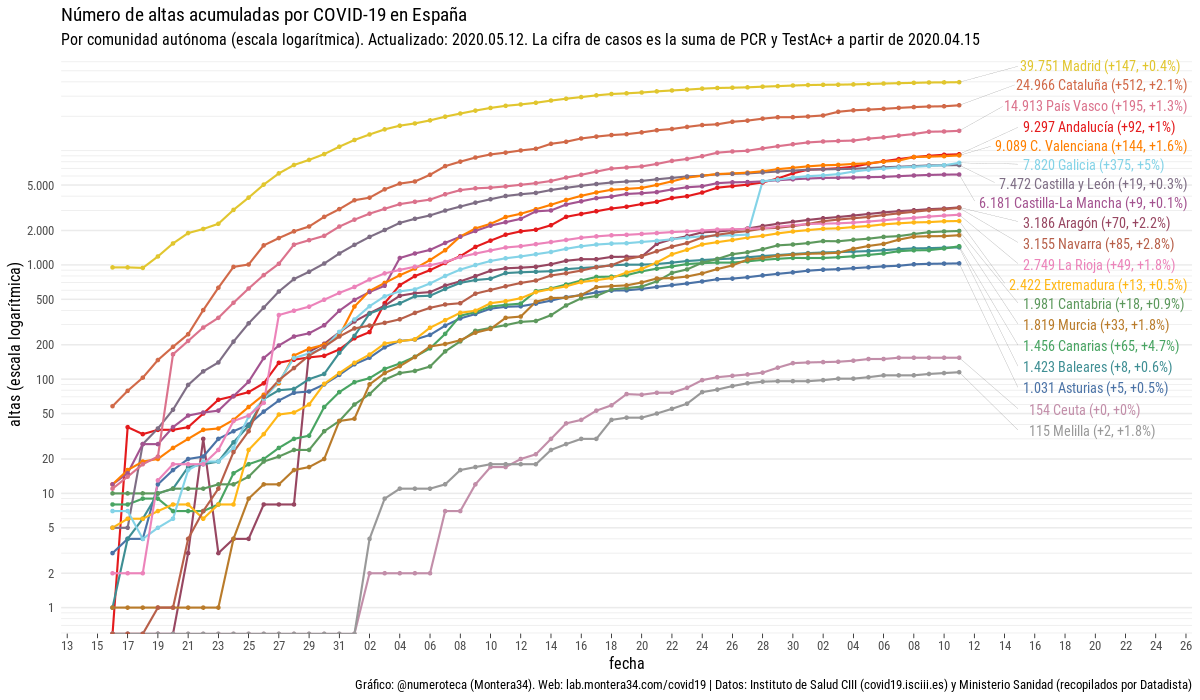 Número de altas acumuladas por COVID-19 en España
Por comunidad autónoma (escala logarítmica). Actualizado: 2020.05.12. La cifra de casos es la suma de PCR y TestAc+ a partir de 2020.04.15
39.751 Madrid (+147, +0.4%)
24.966 Cataluña (+512, +2.1%)
14.913 País Vasco (+195, +1.3%)
9.297 Andalucía (+92, +1%)
9.089 C. Valenciana (+144, +1.6%)
7.820 Galicia (+375, +5%)
7.472 Castilla y León (+19, +0.3%)
6.181 Castilla-La Mancha (+9, +0.1%)
3.186 Aragón (+70, +2.2%)
3.155 Navarra (+85, +2.8%)
2.749 La Rioja (+49, +1.8%)
2.422 Extremadura (+13, +0.5%)
1.981 Cantabria (+18, +0.9%)
1.819 Murcia (+33, +1.8%)
1.456 Canarias (+65, +4.7%)
1.423 Baleares (+8, +0.6%)
1.031 Asturias (+5, +0.5%)
154 Ceuta (+0, +0%)
115 Melilla (+2, +1.8%)
altas (escala logarítmica)
5.000
2.000
1.000
500
200
100
50
20
10
5
2
1
13 15 17 19 21 23 25 27 29 31 02 04 06 08 10 12 14 16 18 20 22 24 26 28 30 02 04 06 08 10 12 14 16 18 20 22 24 26
fecha
Gráfico: @numeroteca (Montera34). Web: lab.montera34.com/covid19 | Datos: Instituto de Salud CIII (covid19.isciii.es) y Ministerio Sanidad (recopilados por Datadista)